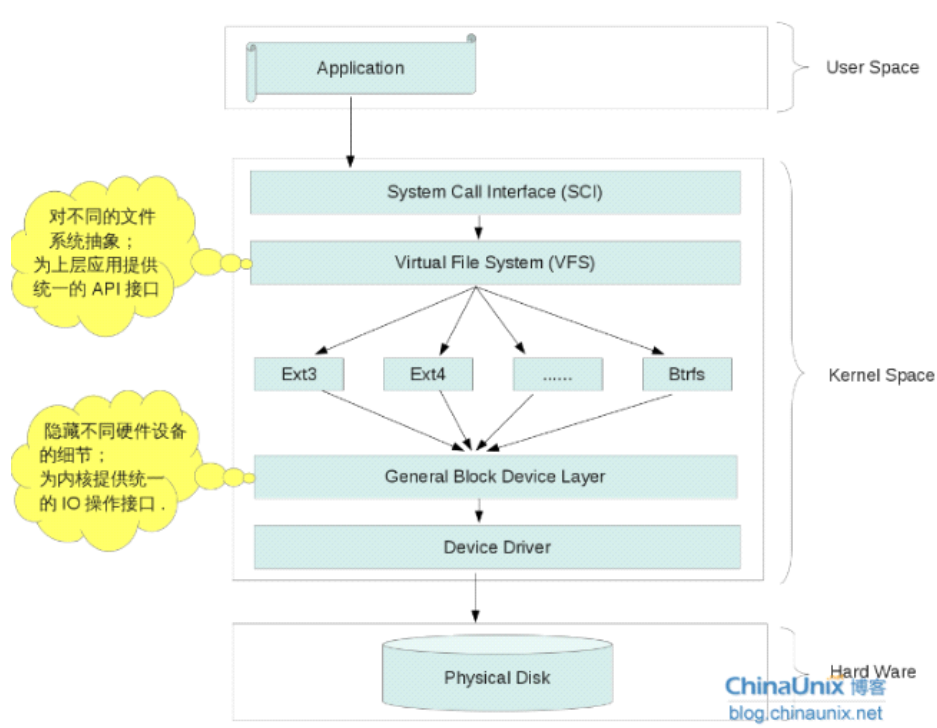 Application
User Space
System Call Interface (SCI)
对不同的文件
系统抽象；
为上层应用提供
统一的 API 接口
Virtual File System (VFS)
Ext3
Ext4
......
Btrfs
Kernel Space
隐藏不同硬件设备
的细节；
为内核提供统一
的 IO 操作接口 .
General Block Device Layer
Device Driver
Physical Disk
Hard Ware
ChinaUnix 博客
blog.chinaunix.net